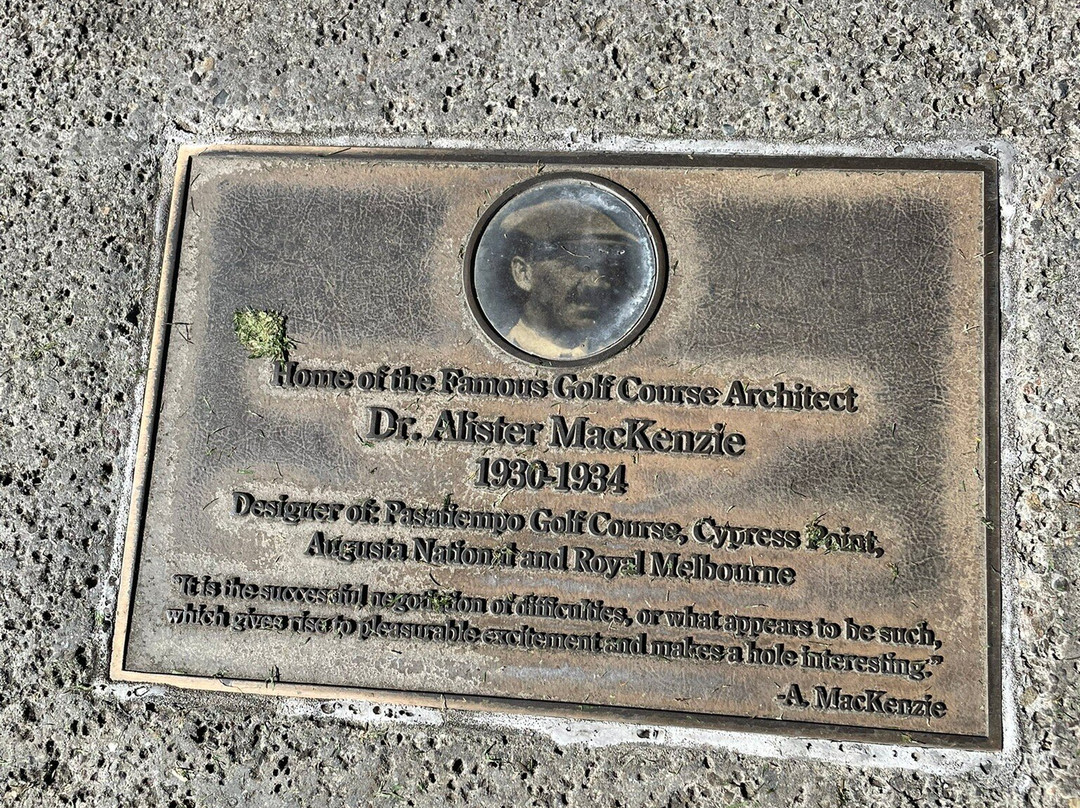 Home of the Famous Golf Course Architect
Dr. Alister MacKenzie
1930-1934
Designer of: Pasatiempo Golf Course, Cypress Point,
Augusta National and Royal Melbourne
"It is the successful negotiation of difficulties, or what appears to be such,
which gives rise to pleasurable excitement and makes a hole interesting."
-A. MacKenzie